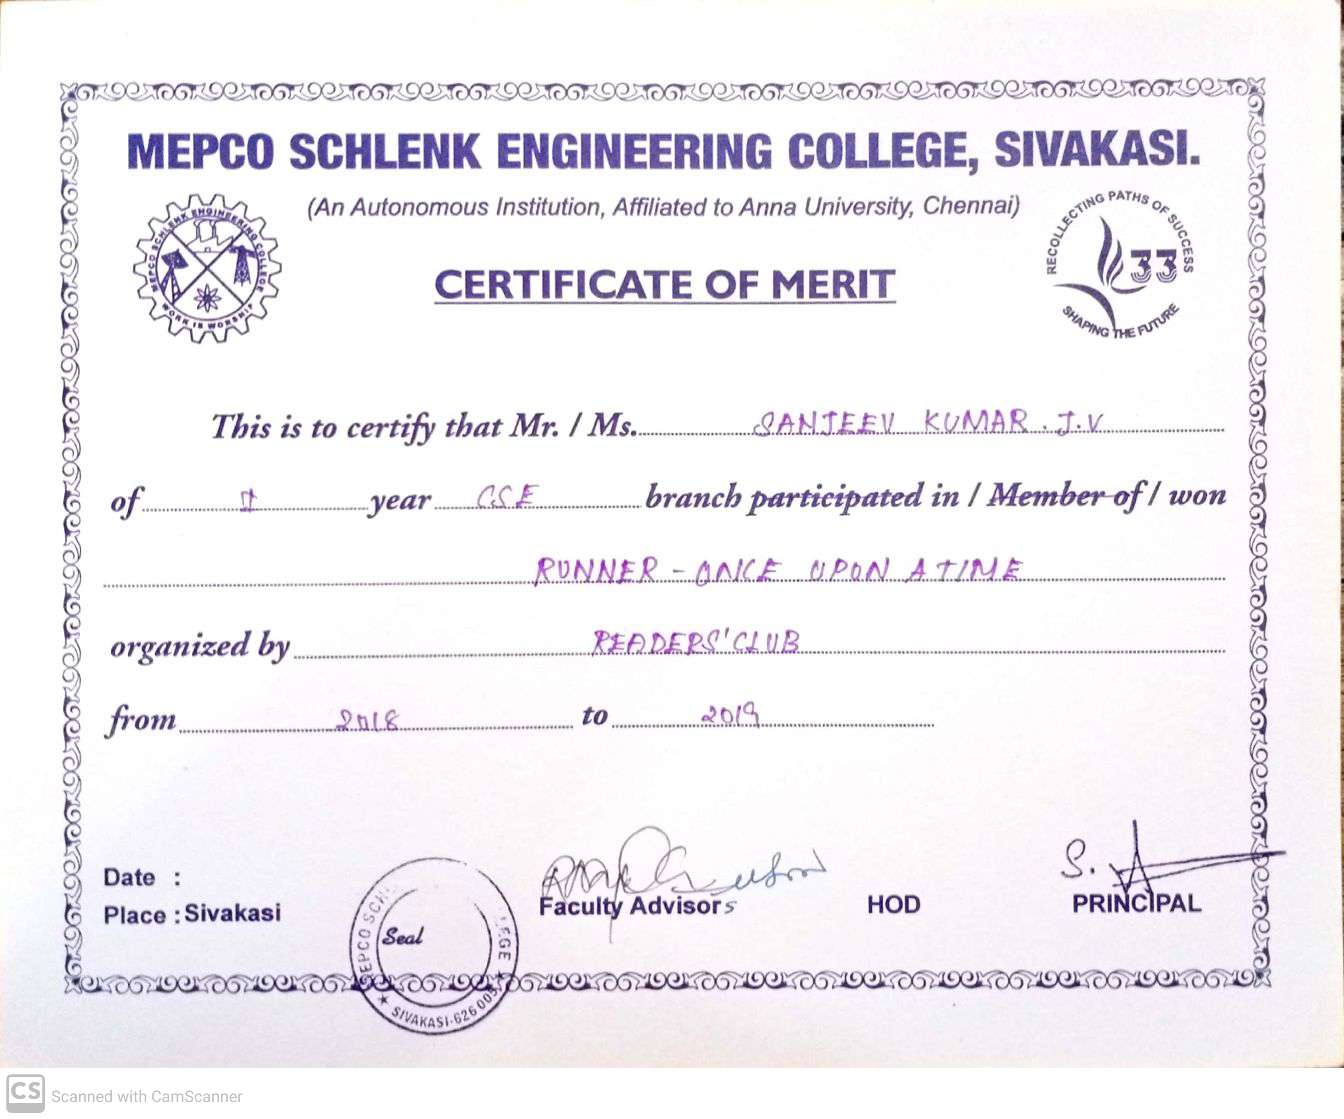 MEPCO SCHLENK ENGINEERING COLLEGE, SIVAKASI.
(An Autonomous Institution, Affiliated to Anna University, Chennai)
MEPCO SCHLENK ENGINEERING COLLEGE
WORK IS WORSHIP
RECOLLECTING PATHS OF SUCCESS
33
SHAPING THE FUTURE
CERTIFICATE OF MERIT
This is to certify that Mr. / Ms. SANJEEV KUMAR . J.V
of I year CSE branch participated in / Member of / won
RUNNER - ONCE UPON A TIME
organized by READERS' CLUB
from 2018 to 2019
Date :
Place : Sivakasi
Seal
MEPCO SCH EGE
★ SIVAKASI-626 005 ★
Faculty Advisors
HOD
S.
PRINCIPAL
CS Scanned with CamScanner